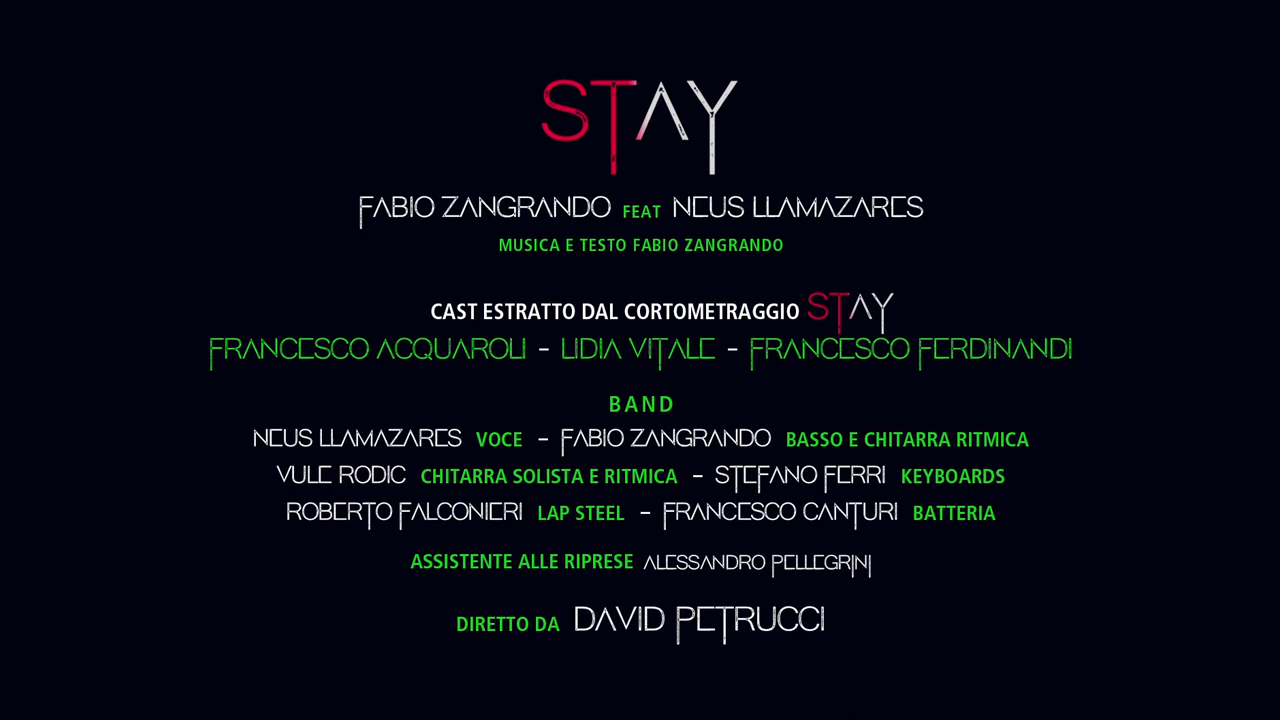 STAY
FABIO ZANGRANDO FEAT NEUS LLAMAZARES
MUSICA E TESTO FABIO ZANGRANDO
CAST ESTRATTO DAL CORTOMETRAGGIO STAY
FRANCESCO ACQUAROLI - LIDIA VITALE - FRANCESCO FERDINANDI
BAND
NEUS LLAMAZARES VOCE - FABIO ZANGRANDO BASSO E CHITARRA RITMICA
VULE RODIC CHITARRA SOLISTA E RITMICA - STEFANO FERRI KEYBOARDS
ROBERTO FALCONIERI LAP STEEL - FRANCESCO CANTURI BATTERIA
ASSISTENTE ALLE RIPRESE ALESSANDRO PELLEGRINI
DIRETTO DA DAVID PETRUCCI